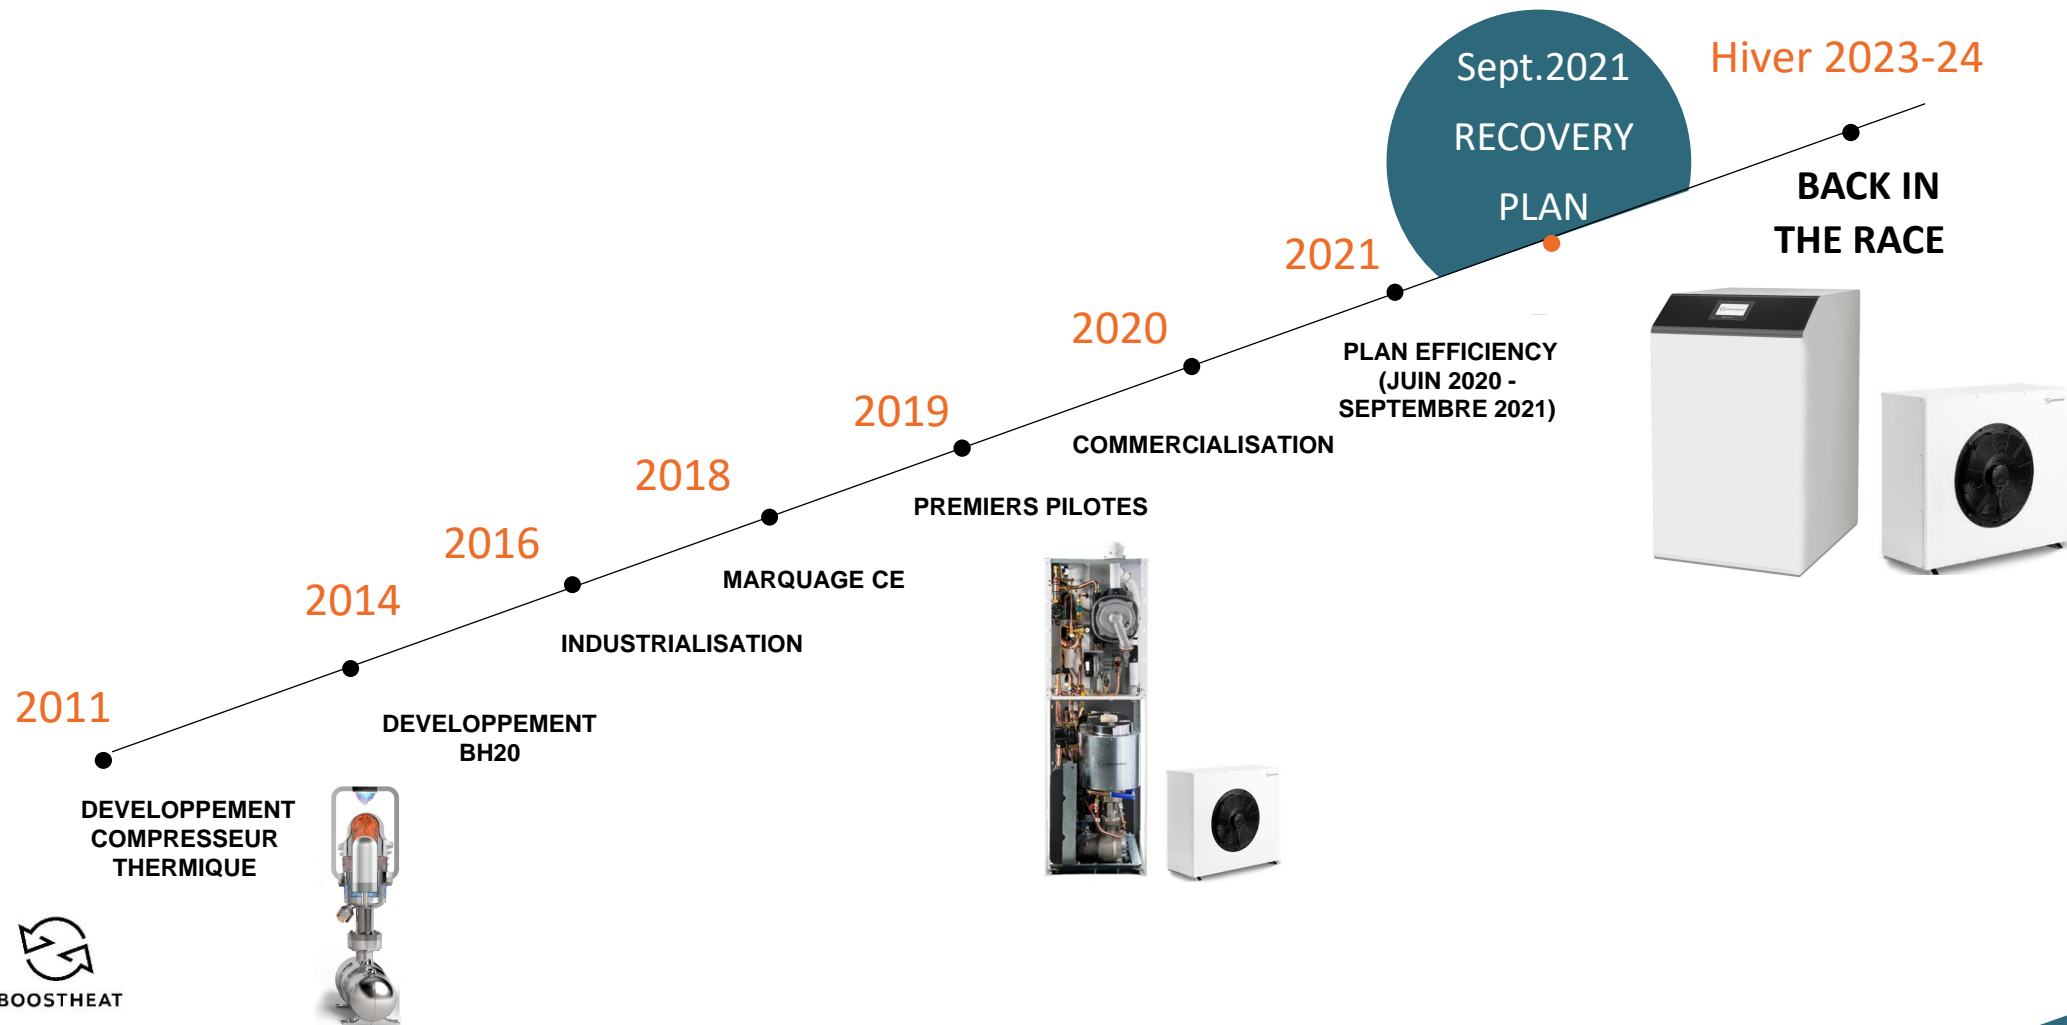 2011
DEVELOPPEMENT
COMPRESSEUR
THERMIQUE
2014
DEVELOPPEMENT
BH20
2016
INDUSTRIALISATION
2018
MARQUAGE CE
2019
PREMIERS PILOTES
2020
COMMERCIALISATION
2021
PLAN EFFICIENCY
(JUIN 2020 -
SEPTEMBRE 2021)
Sept.2021
RECOVERY
PLAN
Hiver 2023-24
BACK IN
THE RACE
BOOSTHEAT